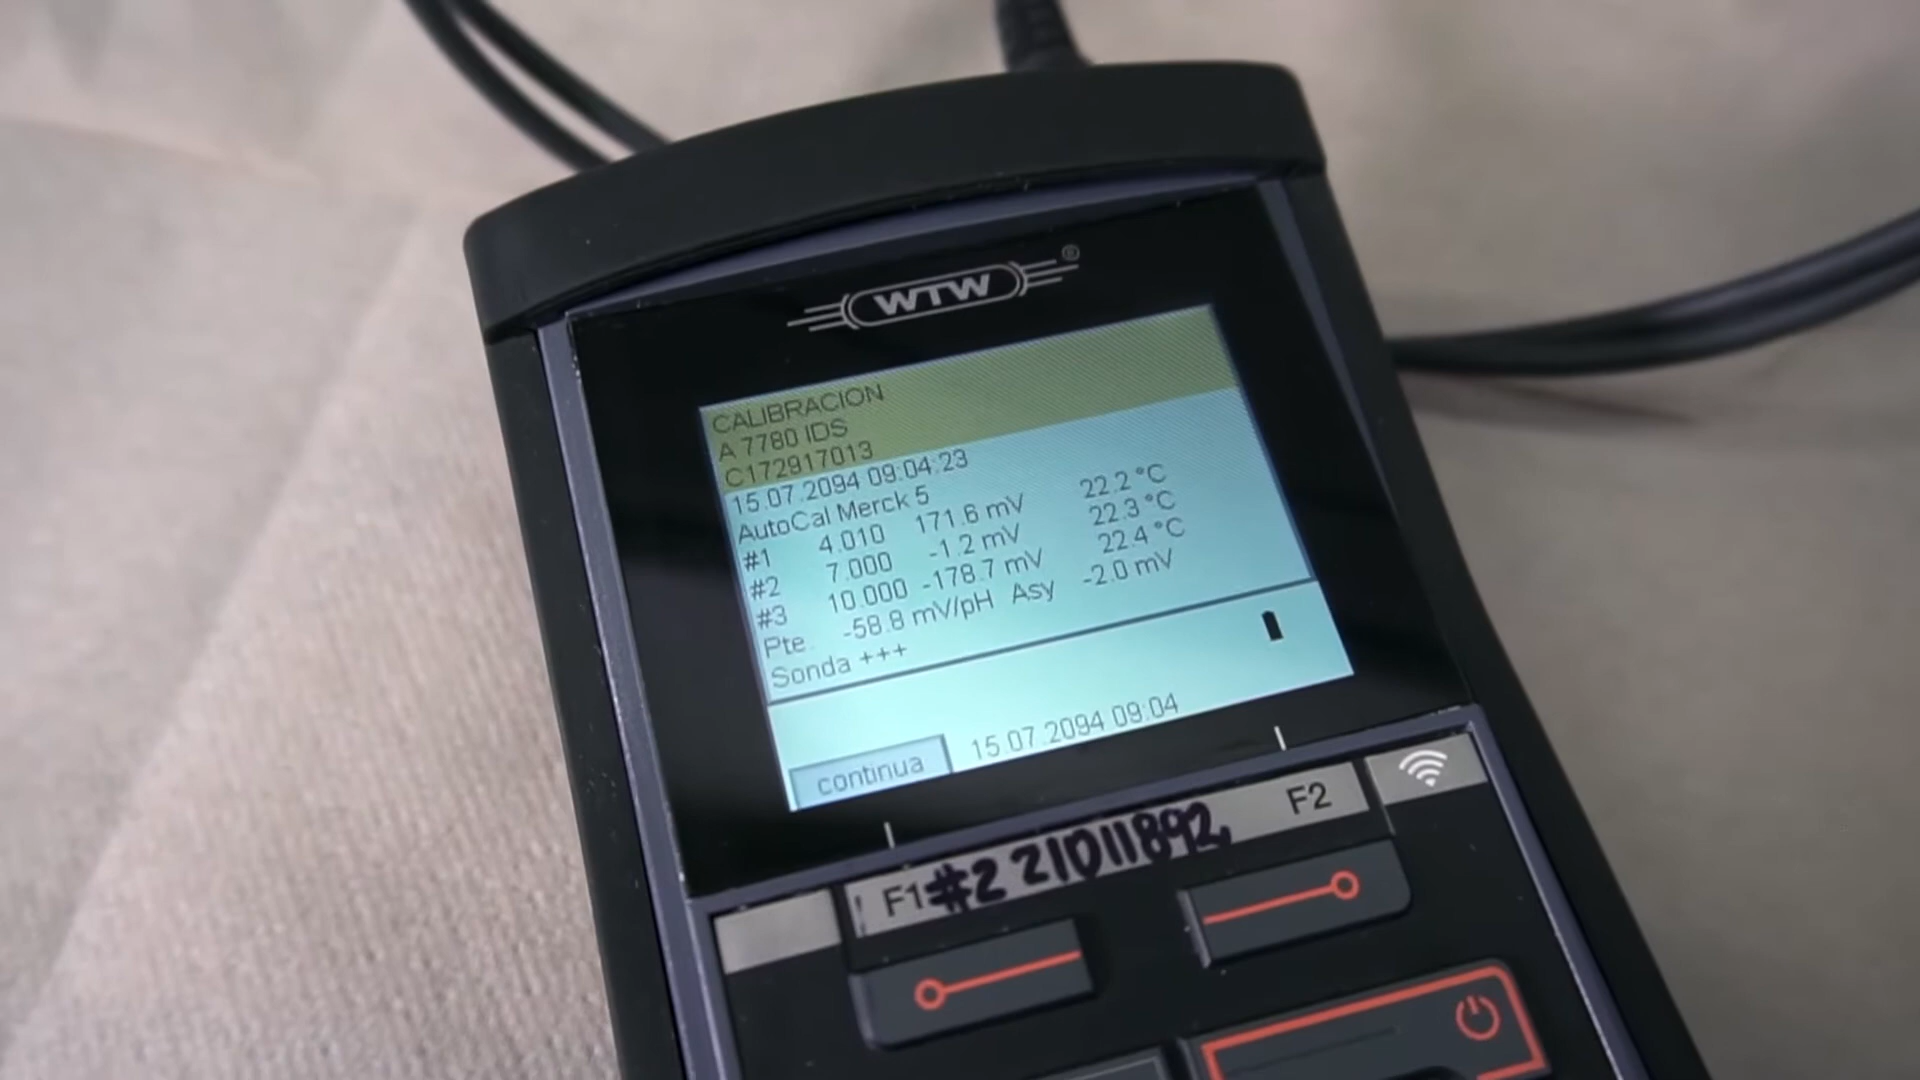 WTW®
CALIBRACION
A 7780 IDS
C172917013
15.07.2094 09:04:23
AutoCal Merck 5
#1 4.010 171.6 mV 22.2 °C
#2 7.000 -1.2 mV 22.3 °C
#3 10.000 -178.7 mV 22.4 °C
Pte. -58.8 mV/pH Asy -2.0 mV
Sonda +++
continua 15.07.2094 09:04
F1 #2 21011892 F2